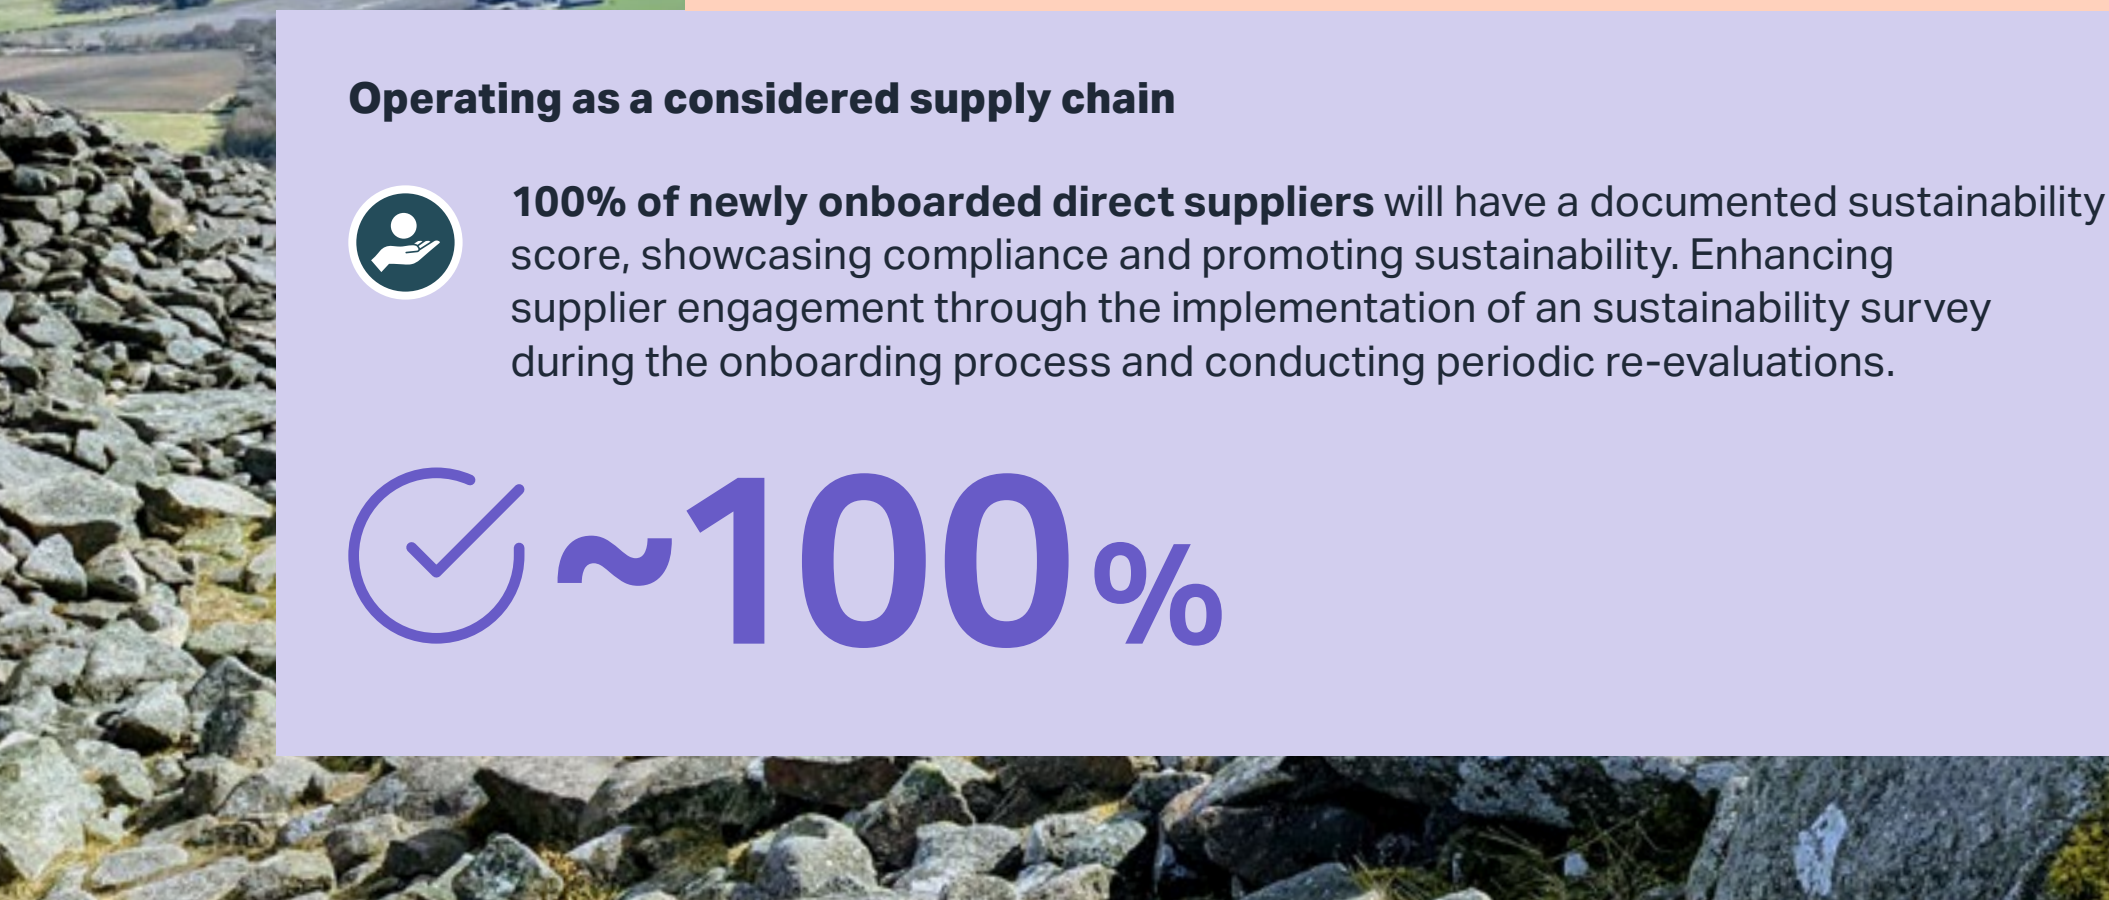 Operating as a considered supply chain
100% of newly onboarded direct suppliers will have a documented sustainability
score, showcasing compliance and promoting sustainability. Enhancing
supplier engagement through the implementation of an sustainability survey
during the onboarding process and conducting periodic re-evaluations.
~100%